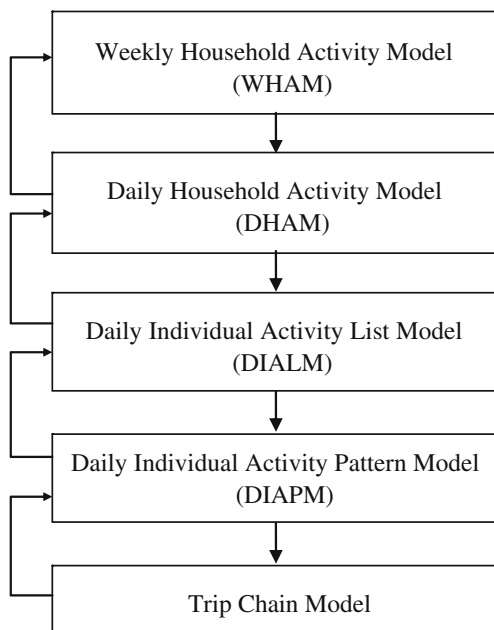 Weekly Household Activity Model
(WHAM)
Daily Household Activity Model
(DHAM)
Daily Individual Activity List Model
(DIALM)
Daily Individual Activity Pattern Model
(DIAPM)
Trip Chain Model